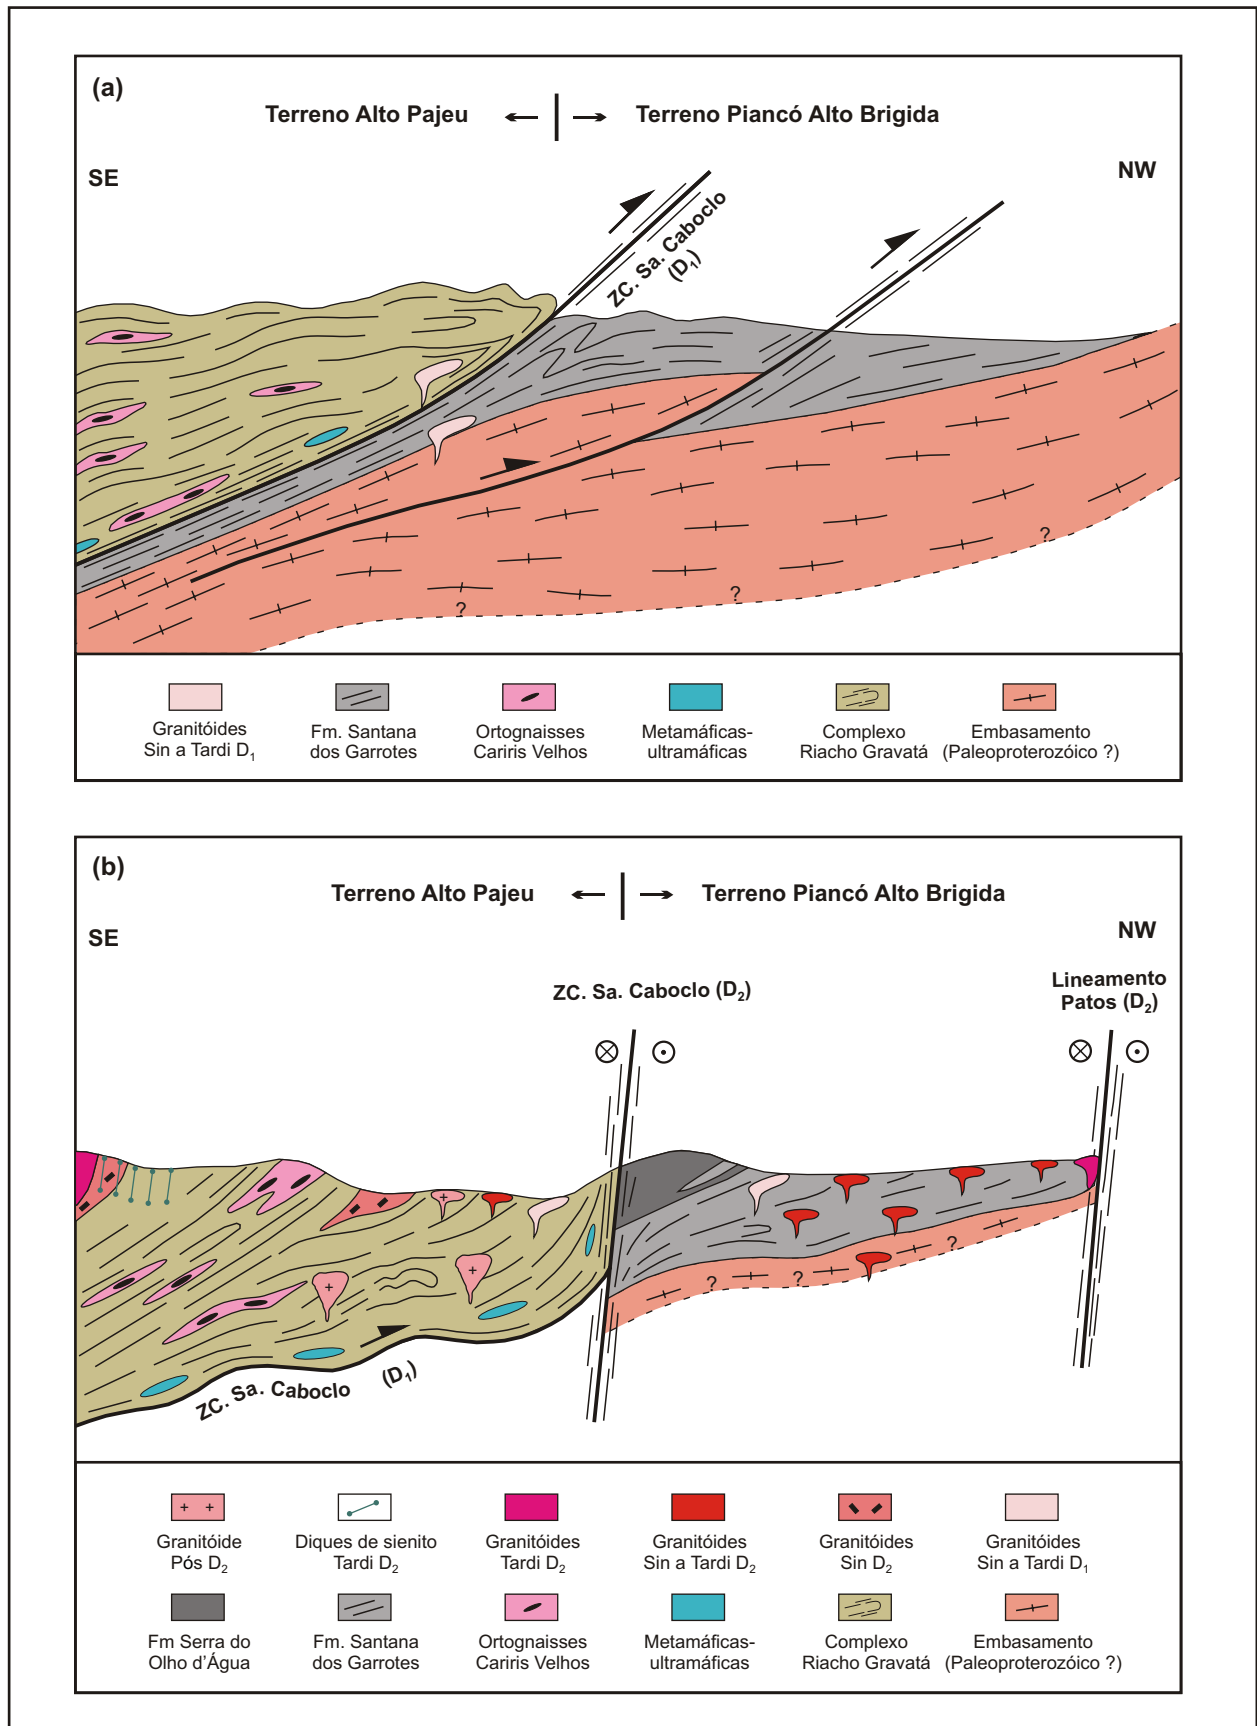 (a)
Terreno Alto Pajeu
Terreno Piancó Alto Brigida
SE
NW
ZC. Sa. Caboclo
(D1)
?
?
?
Granitóides
Sin a Tardi D1
Fm. Santana
dos Garrotes
Ortognaisses
Cariris Velhos
Metamáficas-
ultramáficas
Complexo
Riacho Gravatá
Embasamento
(Paleoproterozóico ?)
(b)
Terreno Alto Pajeu
Terreno Piancó Alto Brigida
SE
NW
ZC. Sa. Caboclo (D2)
Lineamento
Patos (D2)
?
?
?
ZC. Sa. Caboclo (D1)
Granitóide
Pós D2
Diques de sienito
Tardi D2
Granitóides
Tardi D2
Granitóides
Sin a Tardi D2
Granitóides
Sin D2
Granitóides
Sin a Tardi D1
Fm Serra do
Olho d'Água
Fm. Santana
dos Garrotes
Ortognaisses
Cariris Velhos
Metamáficas-
ultramáficas
Complexo
Riacho Gravatá
Embasamento
(Paleoproterozóico ?)